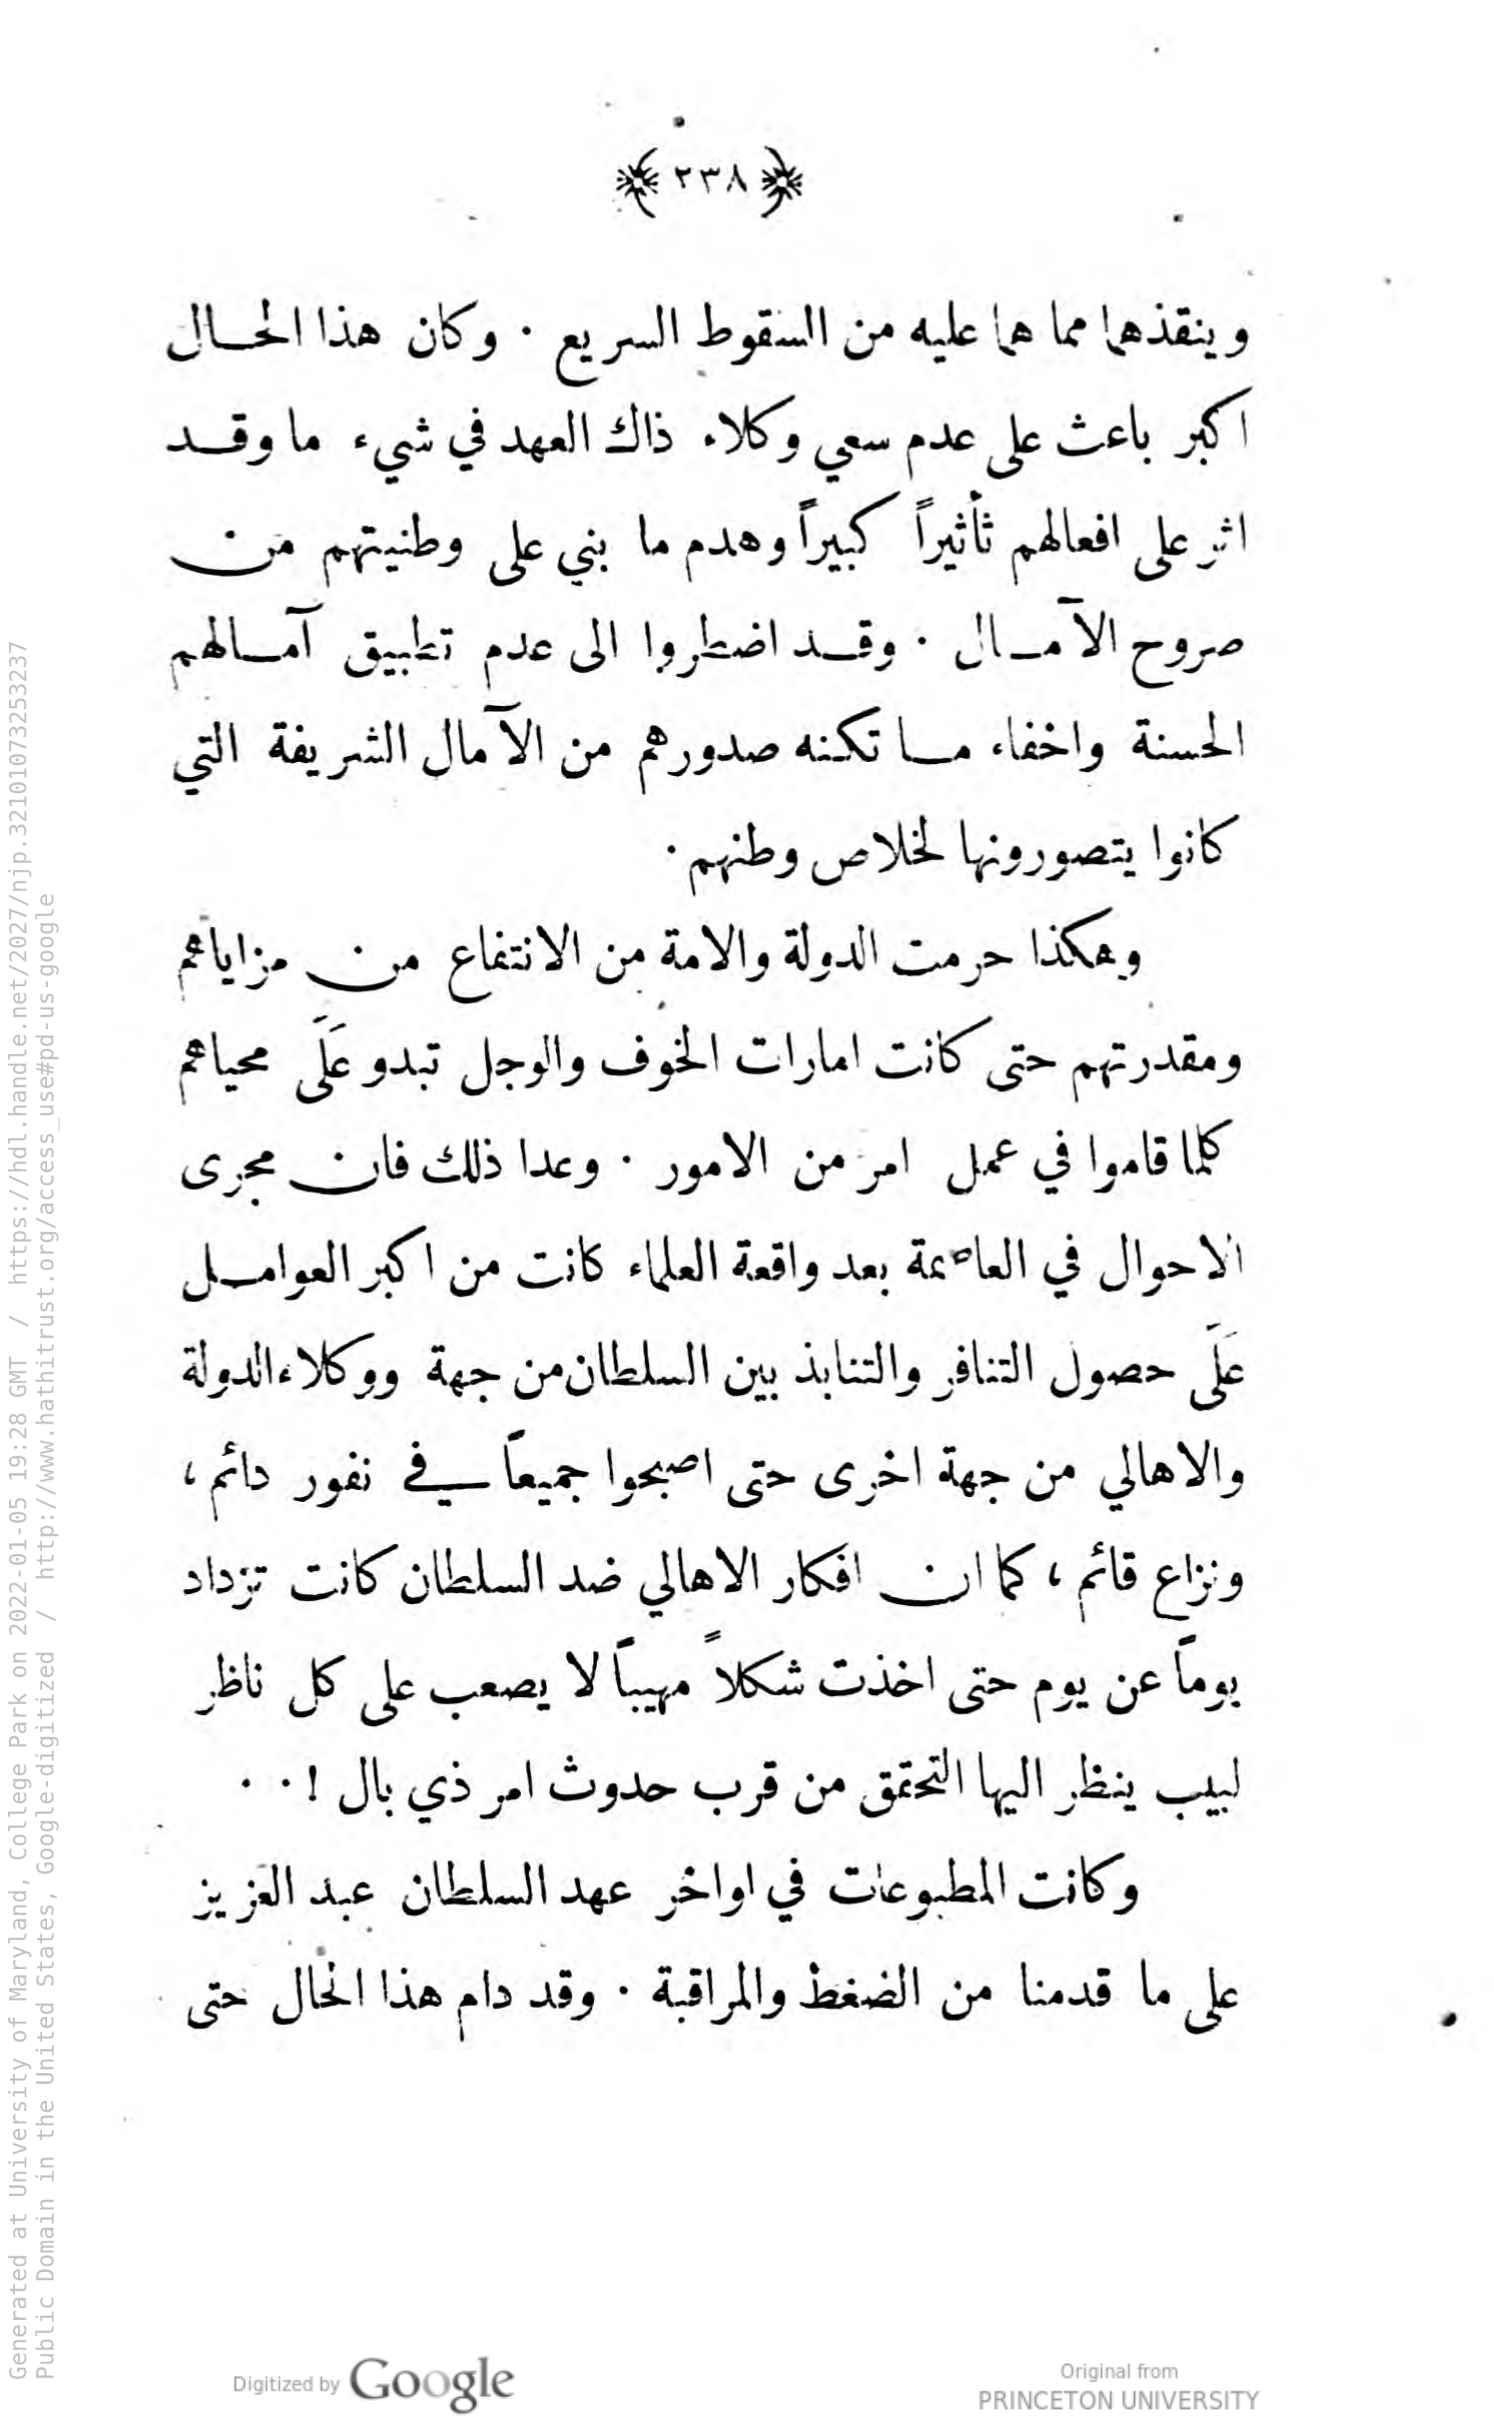 ﴿ ٢٣٨ ﴾
وينقذهما مما هما عليه من السقوط السريع . وكان هذا الحال
اكبر باعث على عدم سعي وكلاء ذاك العهد في شيء ما وقد
اثر على افعالهم تأثيراً كبيراً وهدم ما بني على وطنيتهم من
صروح الآمال . وقد اضطروا الى عدم تطبيق آمالهم
الحسنة واخفاء ما تكنه صدورهم من الآمال الشريفة التي
كانوا يتصورونها لخلاص وطنهم .
وهكذا حرمت الدولة والامة من الانتفاع من مزاياهم
ومقدرتهم حتى كانت امارات الخوف والوجل تبدو عَلَى محياهم
كلما قاموا في عمل امر من الامور . وعدا ذلك فان مجرى
الاحوال في العاصمة بعد واقعة العلماء كانت من اكبر العوامل
عَلَى حصول التنافر والتنابذ بين السلطان من جهة ووكلاء الدولة
والاهالي من جهة اخرى حتى اصبحوا جميعاً في نفور دائم ،
ونزاع قائم ، كما ان افكار الاهالي ضد السلطان كانت تزداد
يوماً عن يوم حتى اخذت شكلاً مهيباً لا يصعب على كل ناظر
لبيب ينظر اليها التحقق من قرب حدوث امر ذي بال ! . .
وكانت المطبوعات في اواخر عهد السلطان عبد العزيز
على ما قدمنا من الضغط والمراقبة . وقد دام هذا الحال حتى
Digitized by Google
Original from
PRINCETON UNIVERSITY
Generated at University of Maryland, College Park on 2022-01-05 19:28 GMT / https://hdl.handle.net/2027/njp.32101073253237
Public Domain in the United States, Google-digitized / http://www.hathitrust.org/access_use#pd-us-google